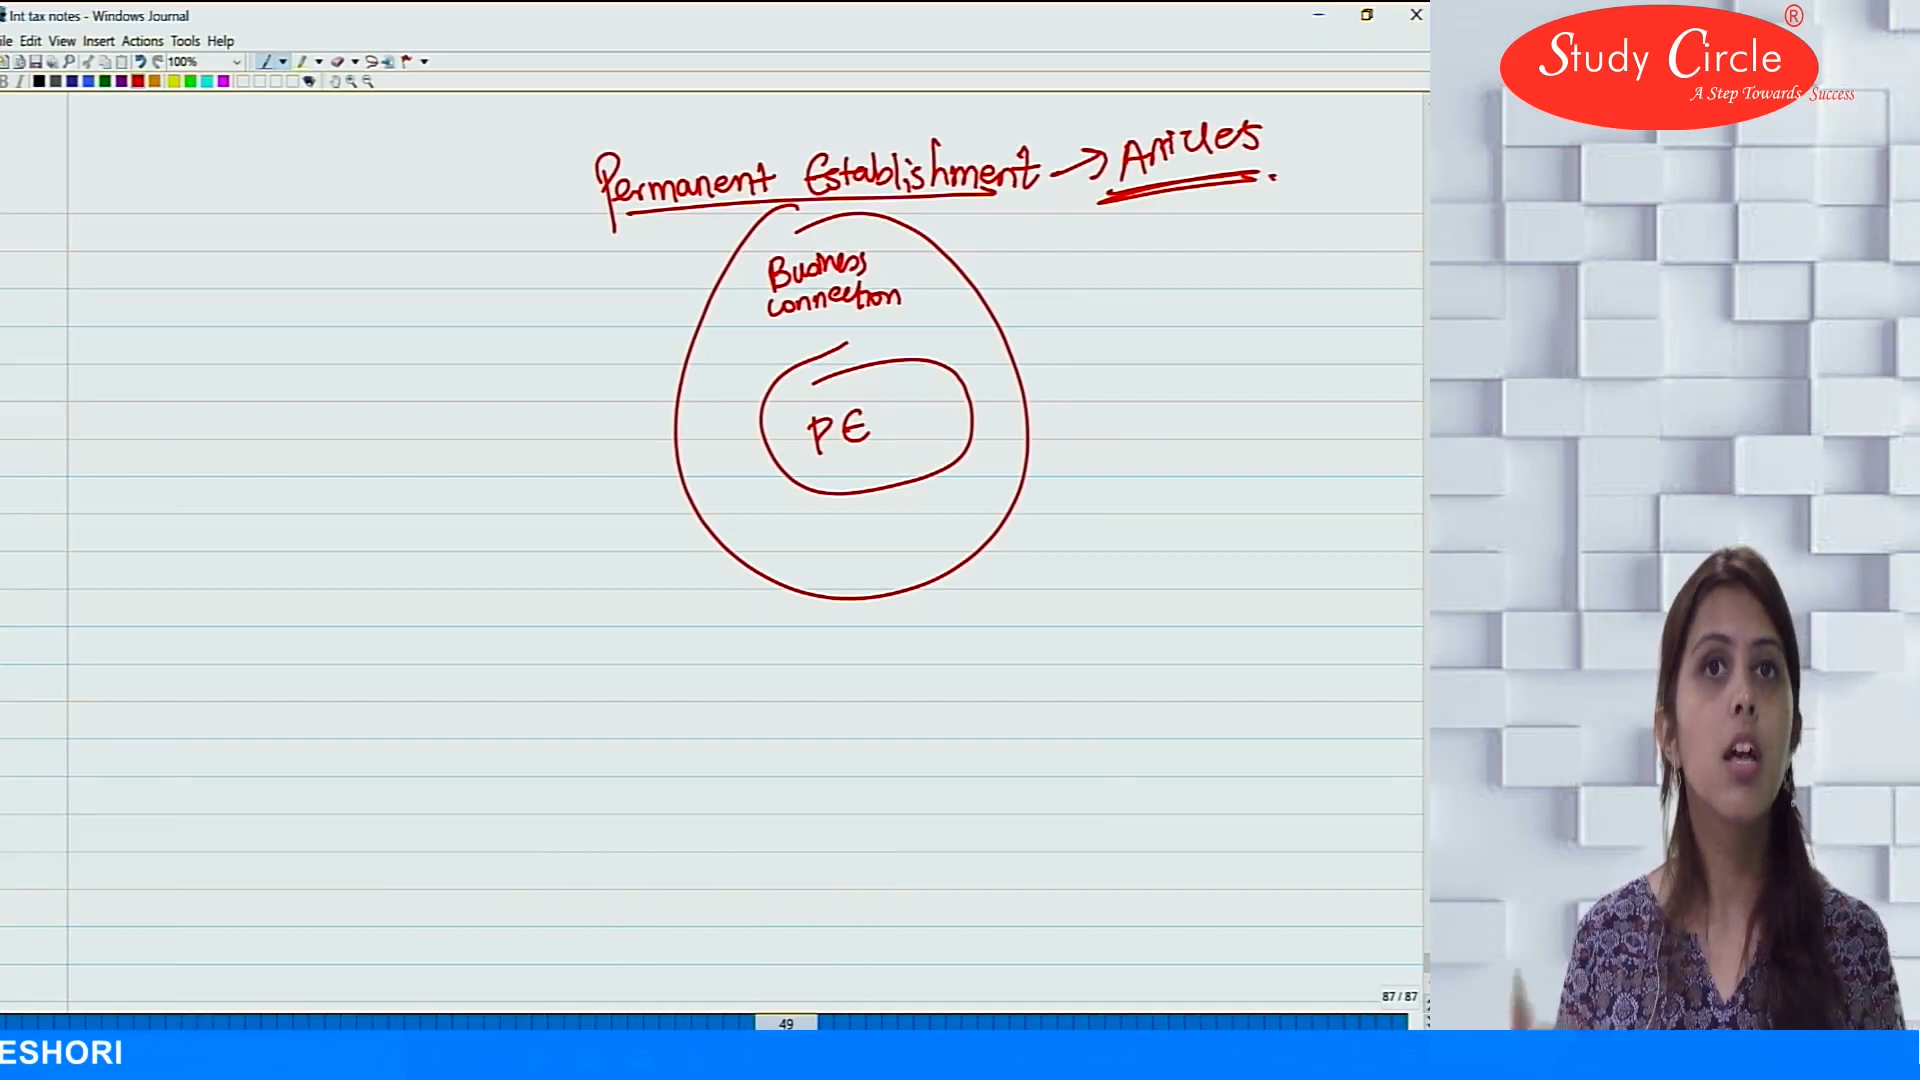 Int tax notes - Windows Journal
ile Edit View Insert Actions Tools Help
100%
B I
Study Circle ®
A Step Towards Success
Permanent Establishment → Articles.
Business
connection
PE
87 / 87
49
ESHORI